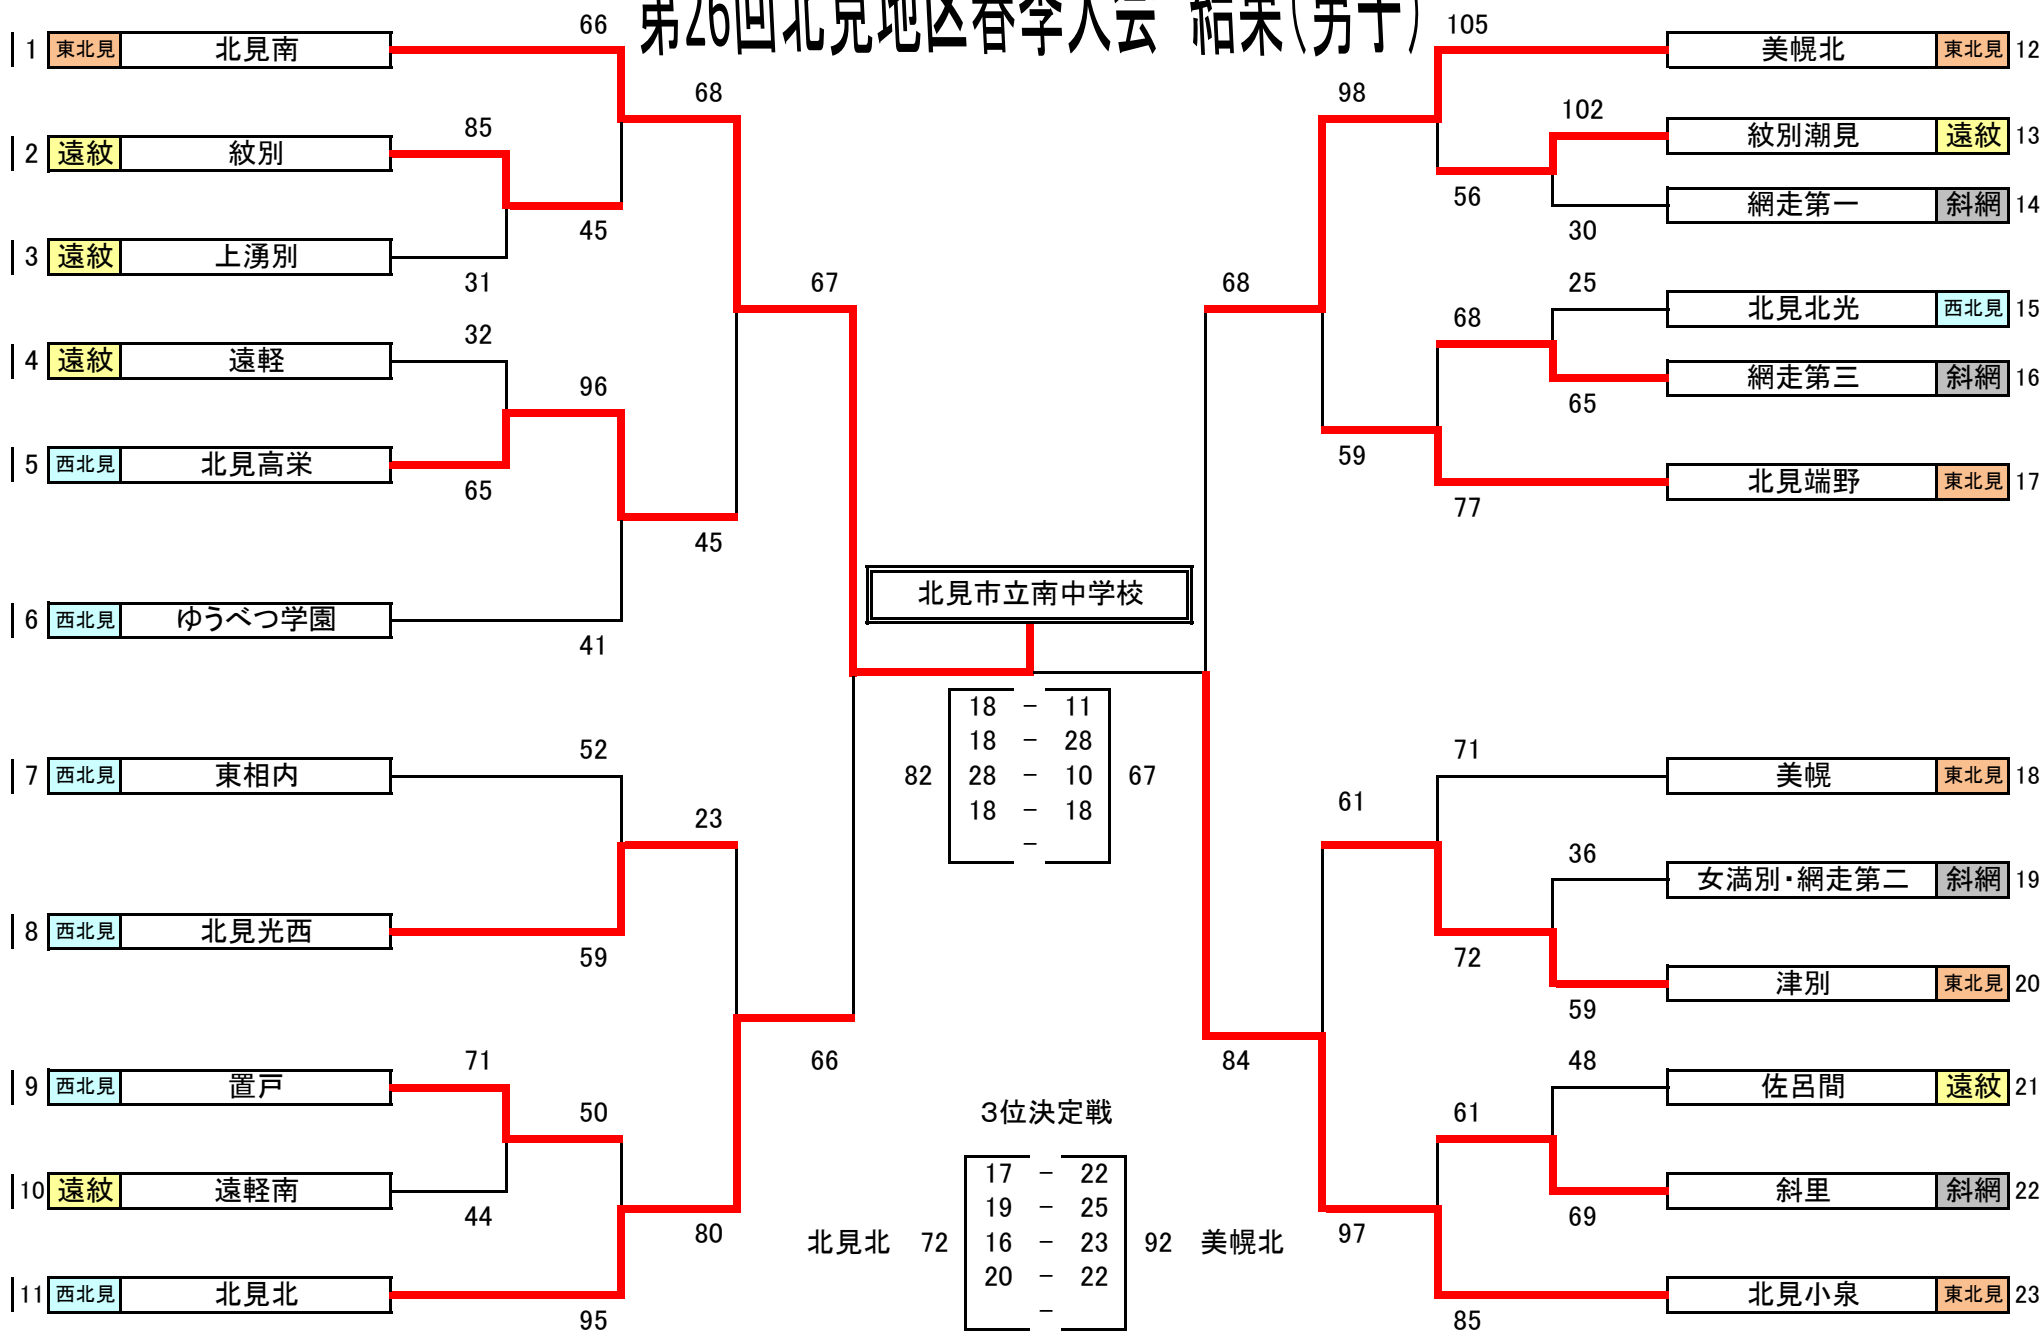 第26回北見地区春季大会 結果(男子)
1 東北見 北見南 66
2 遠紋 紋別 85
3 遠紋 上湧別 31
45
68
4 遠紋 遠軽 32
5 西北見 北見高栄 65
96
6 西北見 ゆうべつ学園 41
45
67
7 西北見 東相内 52
8 西北見 北見光西 59
23
9 西北見 置戸 71
10 遠紋 遠軽南 44
50
11 西北見 北見北 95
80
66
北見市立南中学校
82
18 - 11
18 - 28
28 - 10
18 - 18
-
67
3位決定戦
北見北 72
17 - 22
19 - 25
16 - 23
20 - 22
-
92 美幌北
105 美幌北 東北見 12
102 紋別潮見 遠紋 13
30 網走第一 斜網 14
56
98
25 北見北光 西北見 15
65 網走第三 斜網 16
68
77 北見端野 東北見 17
59
68
71 美幌 東北見 18
36 女満別・網走第二 斜網 19
59 津別 東北見 20
72
61
48 佐呂間 遠紋 21
69 斜里 斜網 22
61
85 北見小泉 東北見 23
97
84